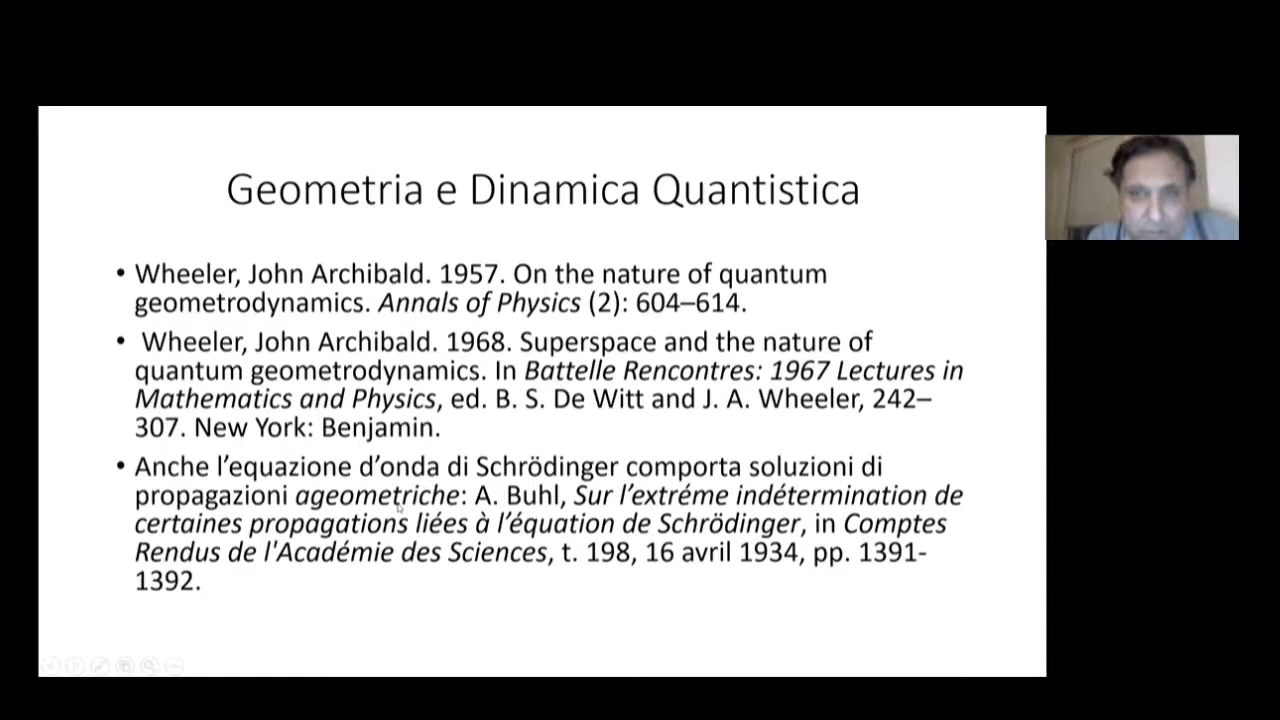 Geometria e Dinamica Quantistica
• Wheeler, John Archibald. 1957. On the nature of quantum
geometrodynamics. Annals of Physics (2): 604–614.
• Wheeler, John Archibald. 1968. Superspace and the nature of
quantum geometrodynamics. In Battelle Rencontres: 1967 Lectures in
Mathematics and Physics, ed. B. S. De Witt and J. A. Wheeler, 242–
307. New York: Benjamin.
• Anche l’equazione d’onda di Schrödinger comporta soluzioni di
propagazioni ageometriche: A. Buhl, Sur l’extréme indétermination de
certaines propagations liées à l’équation de Schrödinger, in Comptes
Rendus de l'Académie des Sciences, t. 198, 16 avril 1934, pp. 1391-
1392.